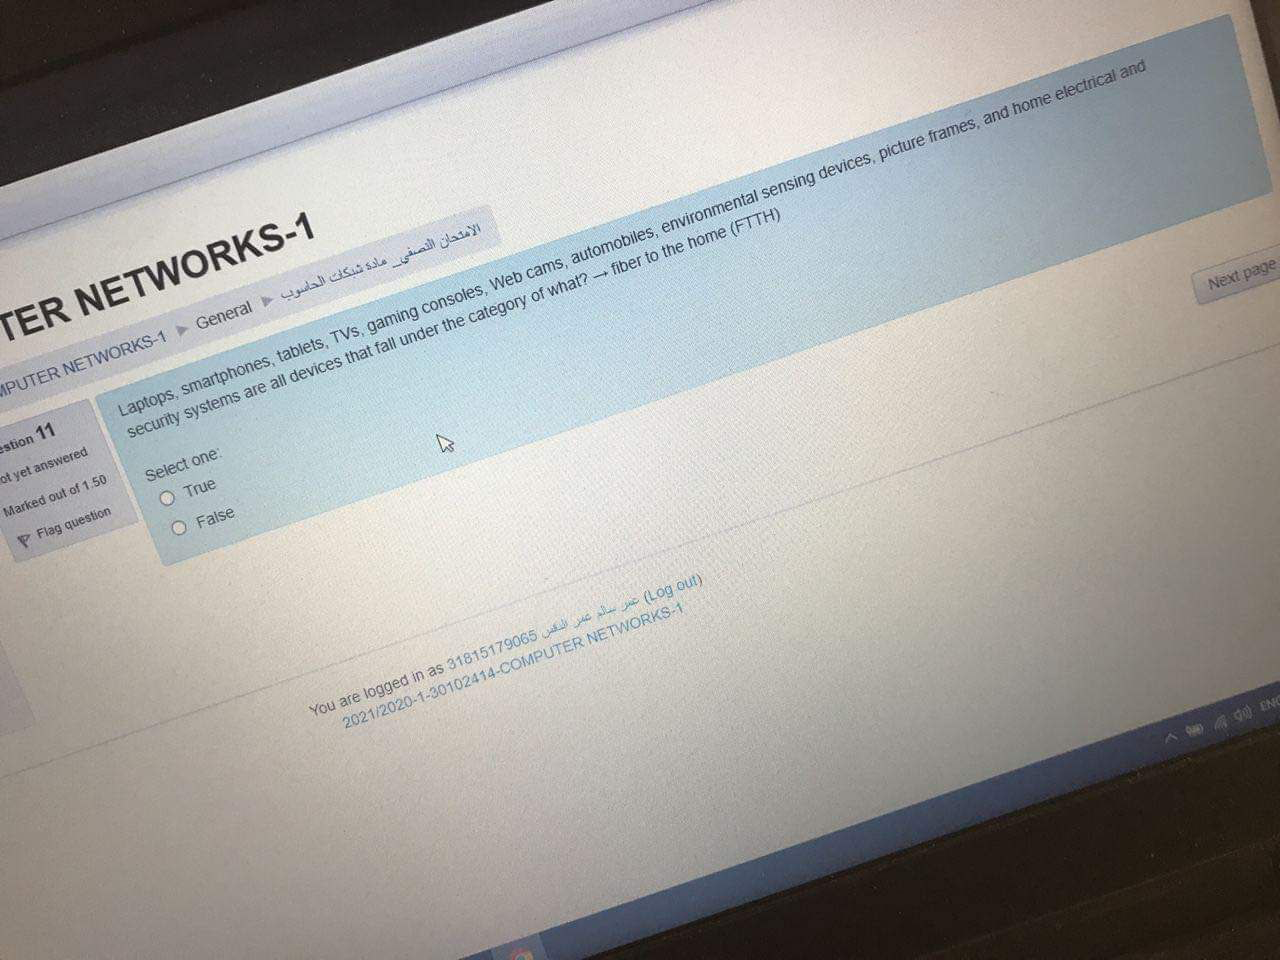 TER NETWORKS-1
MPUTER NETWORKS-1 ► General ► الامتحان النصفي_ مادة شبكات الحاسوب
estion 11
ot yet answered
Marked out of 1.50
Flag question
Laptops, smartphones, tablets, TVs, gaming consoles, Web cams, automobiles, environmental sensing devices, picture frames, and home electrical and
security systems are all devices that fall under the category of what? → fiber to the home (FTTH)
Select one:
True
False
Next page
You are logged in as 31815179065 عمر سالم عمر (Log out)
2021/2020-1-30102414-COMPUTER NETWORKS-1
ENG